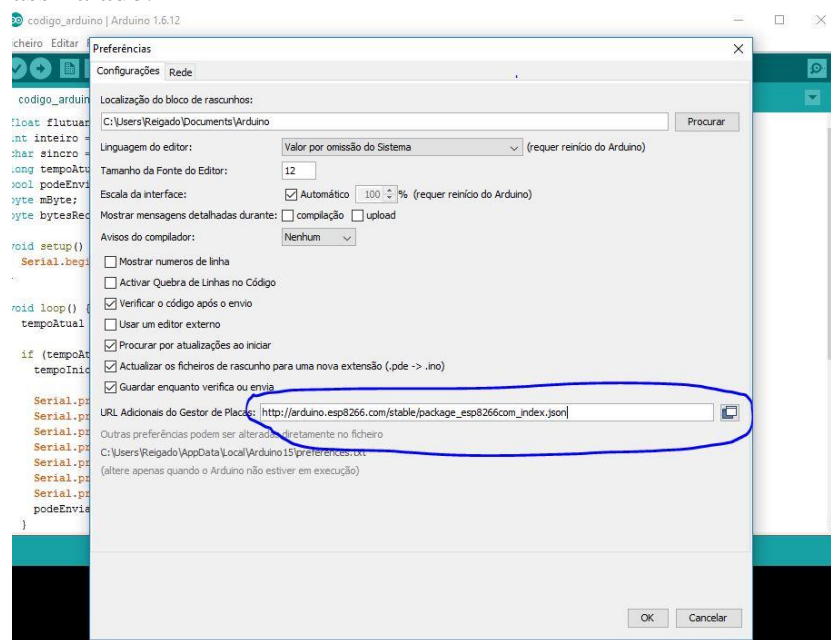 codigo_arduino | Arduino 1.6.12
cheiro Editar
Preferências
Configurações Rede
codigo_arduin
Localização do bloco de rascunhos:
C:\Users\Reigado\Documents\Arduino Procurar
Linguagem do editor: Valor por omissão do Sistema (requer reinício do Arduino)
Tamanho da Fonte do Editor: 12
Escala da interface: Automático 100 % (requer reinício do Arduino)
Mostrar mensagens detalhadas durante: compilação upload
Avisos do compilador: Nenhum
Mostrar numeros de linha
Activar Quebra de Linhas no Código
Verificar o código após o envio
Usar um editor externo
Procurar por atualizações ao iniciar
Actualizar os ficheiros de rascunho para uma nova extensão (.pde -> .ino)
Guardar enquanto verifica ou envia
URL Adicionais do Gestor de Placas: http://arduino.esp8266.com/stable/package_esp8266com_index.json
Outras preferências podem ser alteradas diretamente no ficheiro
C:\Users\Reigado\AppData\Local\Arduino15\preferences.txt
(altere apenas quando o Arduino não estiver em execução)
OK Cancelar
float flutuar
int inteiro =
char sincro =
long tempoAtu
bool podeEnvi
byte mByte;
byte bytesRec
void setup()
Serial.begi
void loop() {
tempoAtual
if (tempoAt
tempoInic
Serial.pr
Serial.pr
Serial.pr
Serial.pr
Serial.pr
Serial.pr
Serial.pr
podeEnvia
}